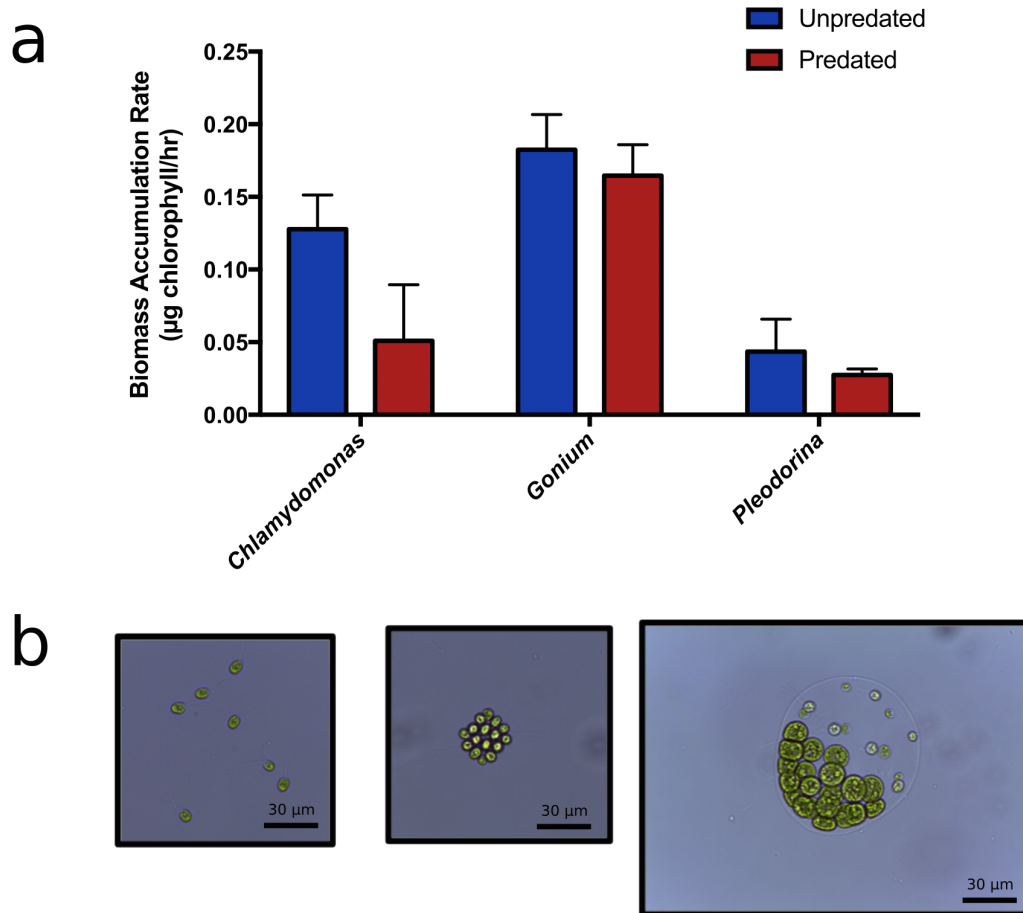 a
Unpredated
Predated
Biomass Accumulation Rate
(µg chlorophyll/hr)
0.25
0.20
0.15
0.10
0.05
0.00
Chlamydomonas
Gonium
Pleodorina
b
30 µm
30 µm
30 µm